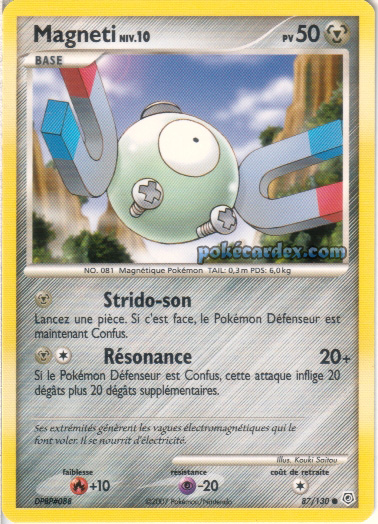 Magneti NIV.10 PV 50
BASE
pokécardex.com
NO. 081 Magnétique Pokémon TAIL: 0,3m PDS: 6,0kg
Strido-son
Lancez une pièce. Si c'est face, le Pokémon Défenseur est
maintenant Confus.
Résonance 20+
Si le Pokémon Défenseur est Confus, cette attaque inflige 20
dégâts plus 20 dégâts supplémentaires.
Ses extrémités génèrent les vagues électromagnétiques qui le
font voler. Il se nourrit d'électricité.
Illus. Kouki Saitou
faiblesse résistance coût de retraite
+10 -20
DPBP#088 ©2007 Pokémon/Nintendo 87/130